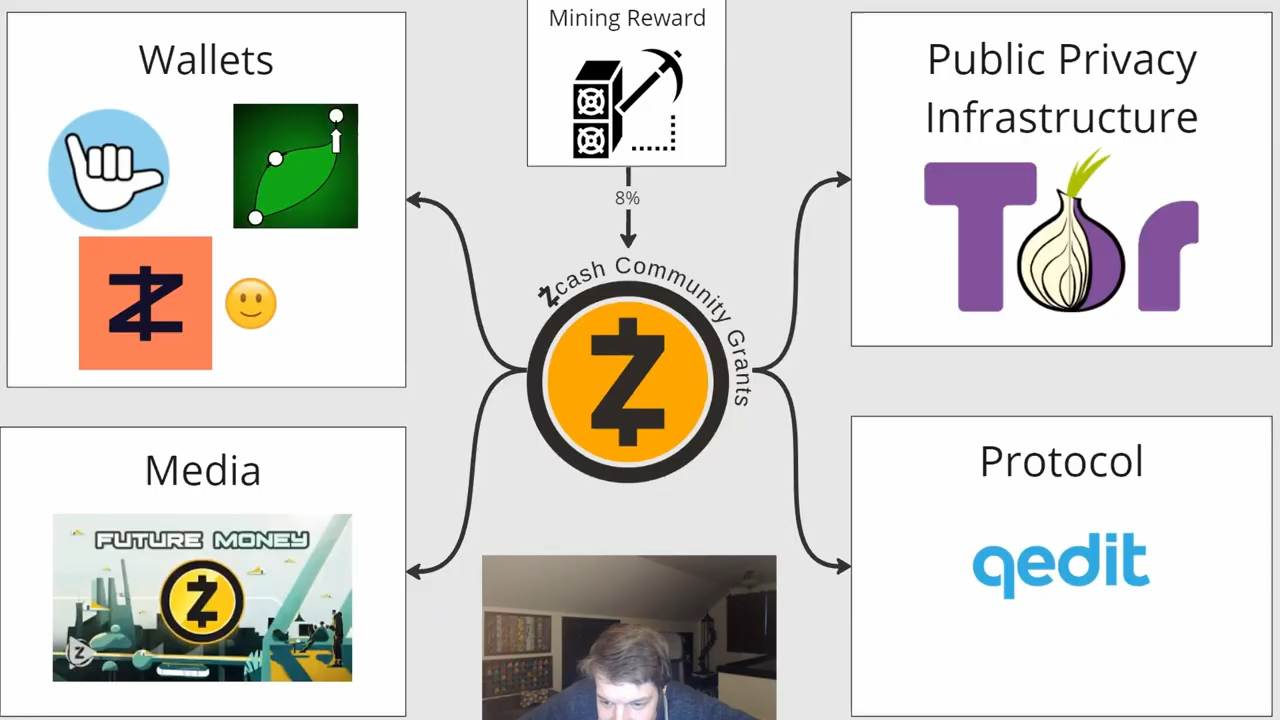 Wallets
Mining Reward
8%
Zcash Community Grants
Public Privacy
Infrastructure
Tor
Media
FUTURE MONEY
Protocol
qedit